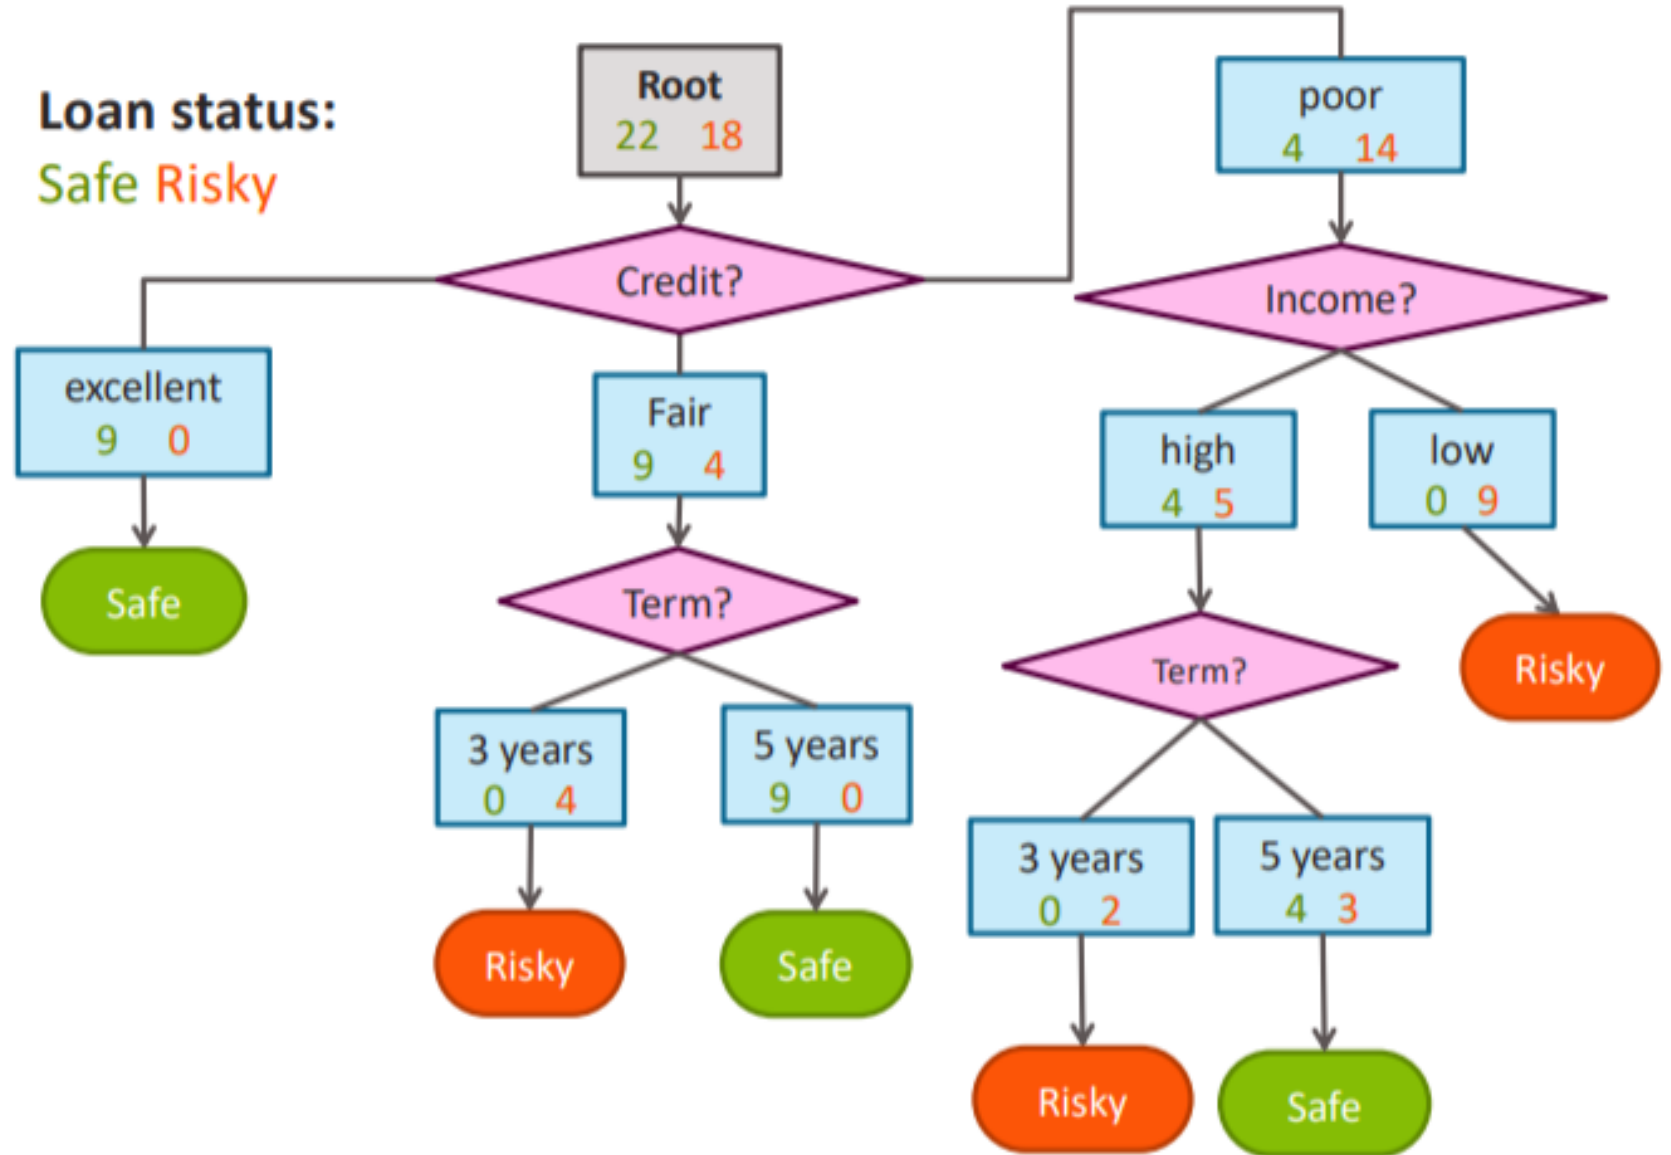 Loan status:
Safe Risky
Root
22 18
Credit?
excellent
9 0
Safe
Fair
9 4
Term?
3 years
0 4
Risky
5 years
9 0
Safe
poor
4 14
Income?
high
4 5
Term?
3 years
0 2
Risky
5 years
4 3
Safe
low
0 9
Risky